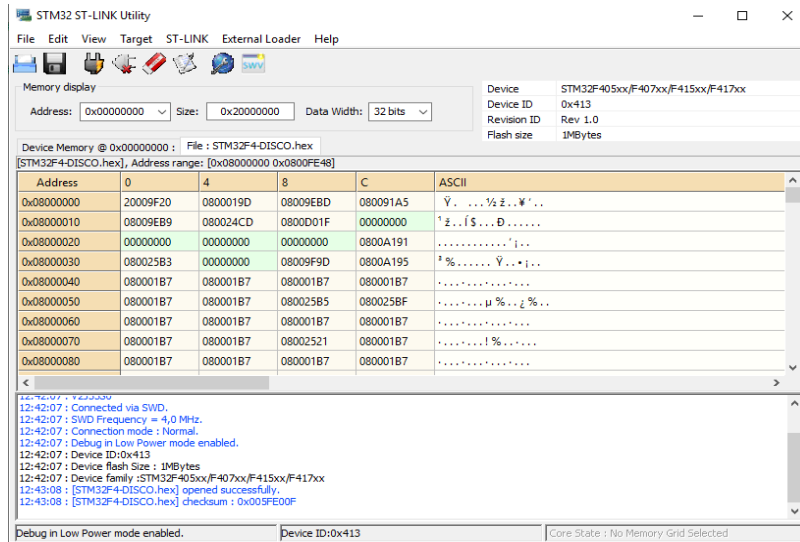 STM32 ST-LINK Utility
File Edit View Target ST-LINK External Loader Help
SWV
Memory display
Address: 0x00000000 Size: 0x20000000 Data Width: 32 bits
Device STM32F405xx/F407xx/F415xx/F417xx
Device ID 0x413
Revision ID Rev 1.0
Flash size 1MBytes
Device Memory @ 0x00000000 : File : STM32F4-DISCO.hex
[STM32F4-DISCO.hex], Address range: [0x08000000 0x0800FE48]
Address 0 4 8 C ASCII
0x08000000 20009F20 0800019D 08009EBD 080091A5 Ÿ. ...½ž..¥‘..
0x08000010 08009EB9 080024CD 0800D01F 00000000 ¹ž..Í$...Ð......
0x08000020 00000000 00000000 00000000 0800A191 ............‘¡..
0x08000030 080025B3 00000000 08009F9D 0800A195 ³%...... Ÿ..•¡..
0x08000040 080001B7 080001B7 080001B7 080001B7 ·...·...·...·...
0x08000050 080001B7 080001B7 080025B5 080025BF ·...·...µ%..¿%..
0x08000060 080001B7 080001B7 080001B7 080001B7 ·...·...·...·...
0x08000070 080001B7 080001B7 08002521 080001B7 ·...·...!%..·...
0x08000080 080001B7 080001B7 080001B7 080001B7 ·...·...·...·...
12:42:07 : Connected via SWD.
12:42:07 : SWD Frequency = 4,0 MHz.
12:42:07 : Connection mode : Normal.
12:42:07 : Debug in Low Power mode enabled.
12:42:07 : Device ID:0x413
12:42:07 : Device flash Size : 1MBytes
12:42:07 : Device family :STM32F405xx/F407xx/F415xx/F417xx
12:43:08 : [STM32F4-DISCO.hex] opened successfully.
12:43:08 : [STM32F4-DISCO.hex] checksum : 0x005FE00F
Debug in Low Power mode enabled. Device ID:0x413 Core State : No Memory Grid Selected